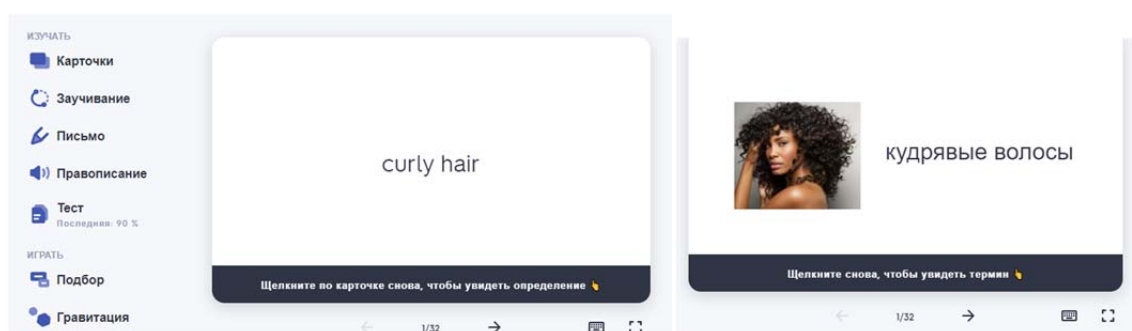 ИЗУЧАТЬ
Карточки
Заучивание
Письмо
Правописание
Тест
Последняя: 90 %
ИГРАТЬ
Подбор
Гравитация
curly hair
Щелкните по карточке снова, чтобы увидеть определение
1/32
кудрявые волосы
Щелкните снова, чтобы увидеть термин
1/32